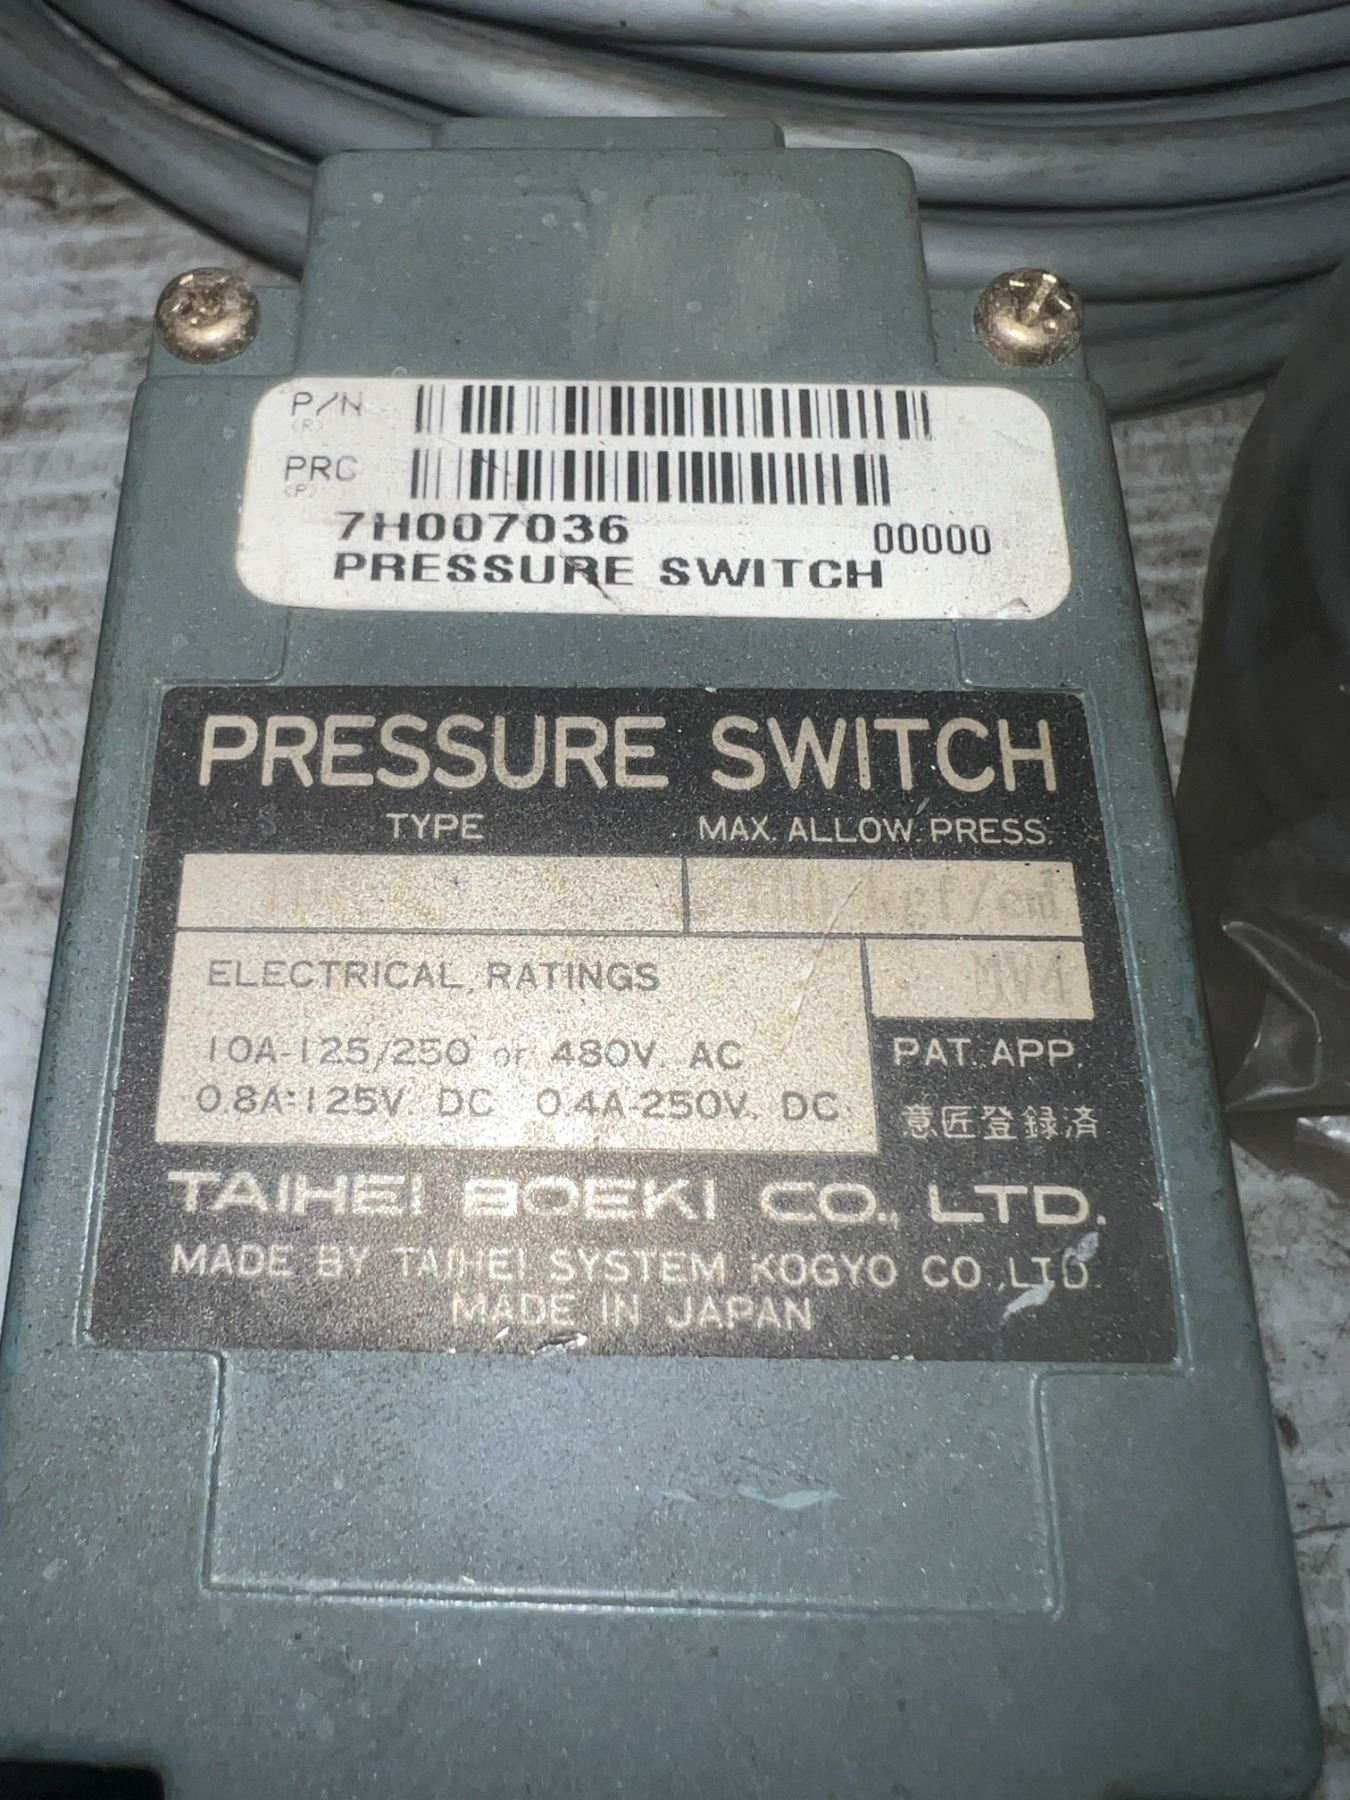 P/N
(R)
PRC
(P)
7H007036 00000
PRESSURE SWITCH
PRESSURE SWITCH
TYPE MAX. ALLOW. PRESS.
kgf/cm²
ELECTRICAL RATINGS
10A-125/250 or 480V. AC
PAT. APP.
0.8A-125V. DC 0.4A-250V. DC
意匠登録済
TAIHEI BOEKI CO., LTD.
MADE BY TAIHEI SYSTEM KOGYO CO.,LTD.
MADE IN JAPAN